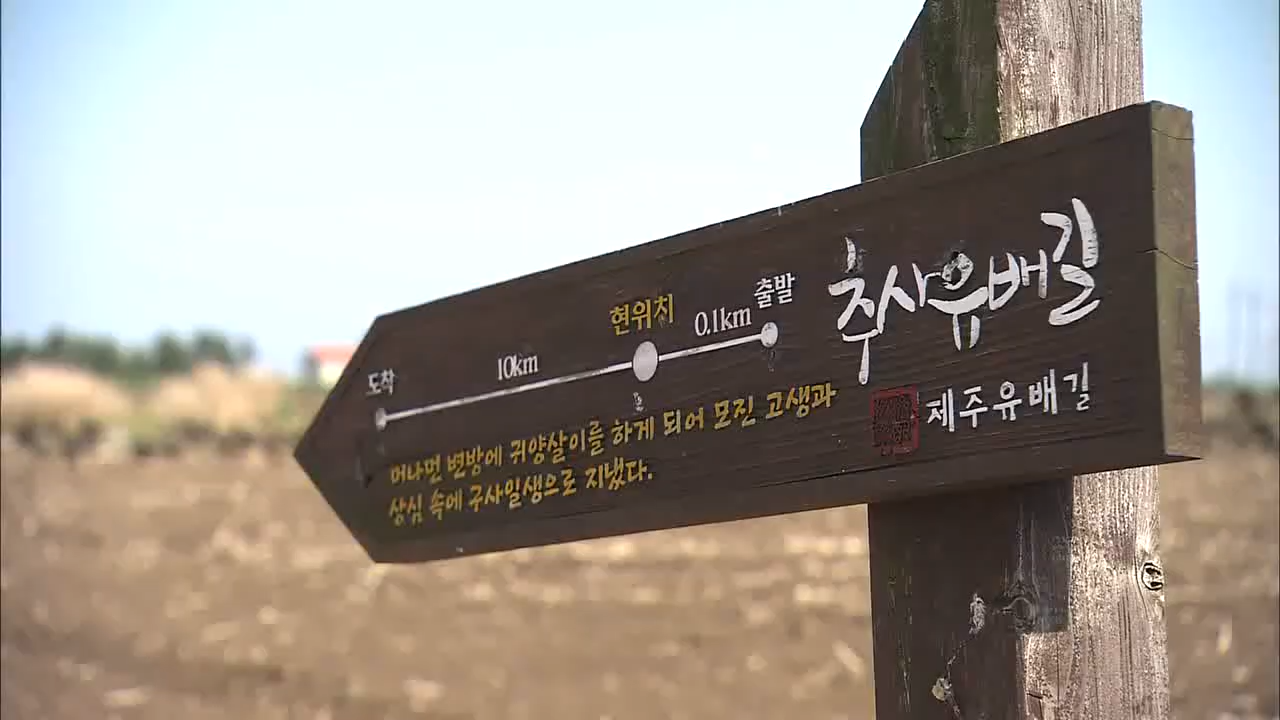 추사유배길
제주유배길
출발
0.1km
현위치
10km
도착
머나먼 변방에 귀양살이를 하게 되어 모진 고생과
상심 속에 구사일생으로 지냈다.